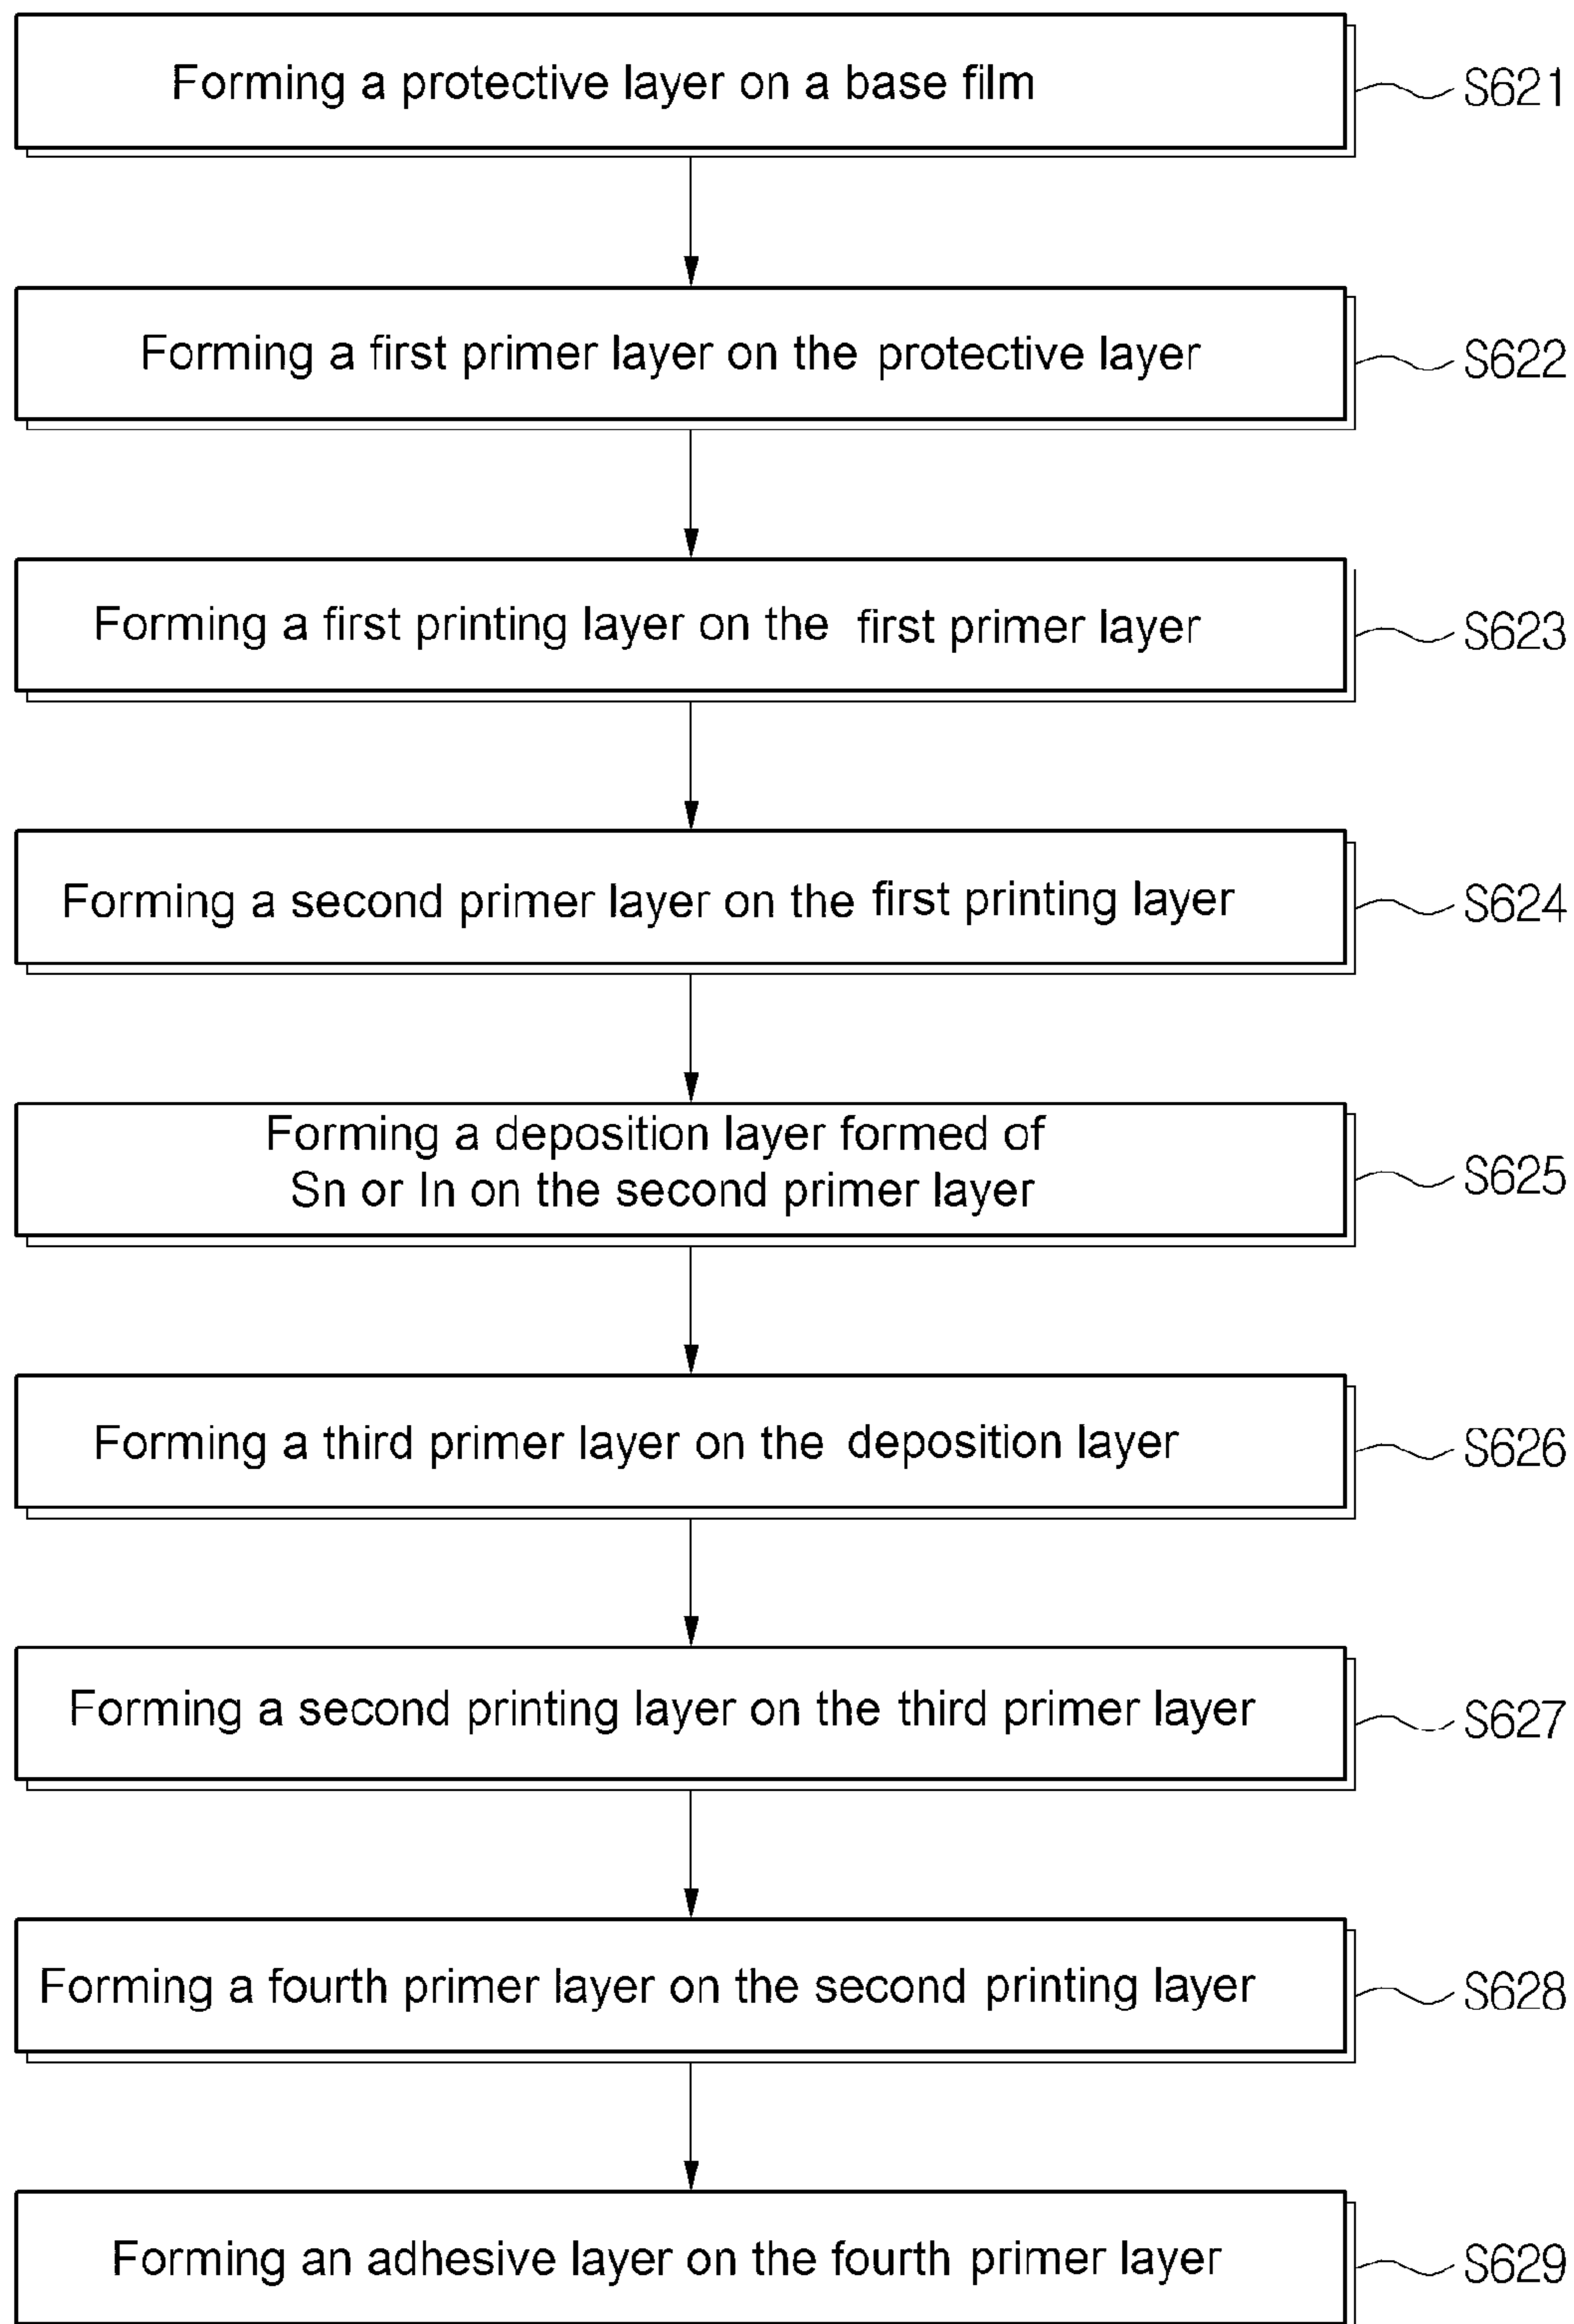 Forming a protective layer on a base film
S621
Forming a first primer layer on the protective layer
S622
Forming a first printing layer on the first primer layer
S623
Forming a second primer layer on the first printing layer
S624
Forming a deposition layer formed of
Sn or In on the second primer layer
S625
Forming a third primer layer on the deposition layer
S626
Forming a second printing layer on the third primer layer
S627
Forming a fourth primer layer on the second printing layer
S628
Forming an adhesive layer on the fourth primer layer
S629